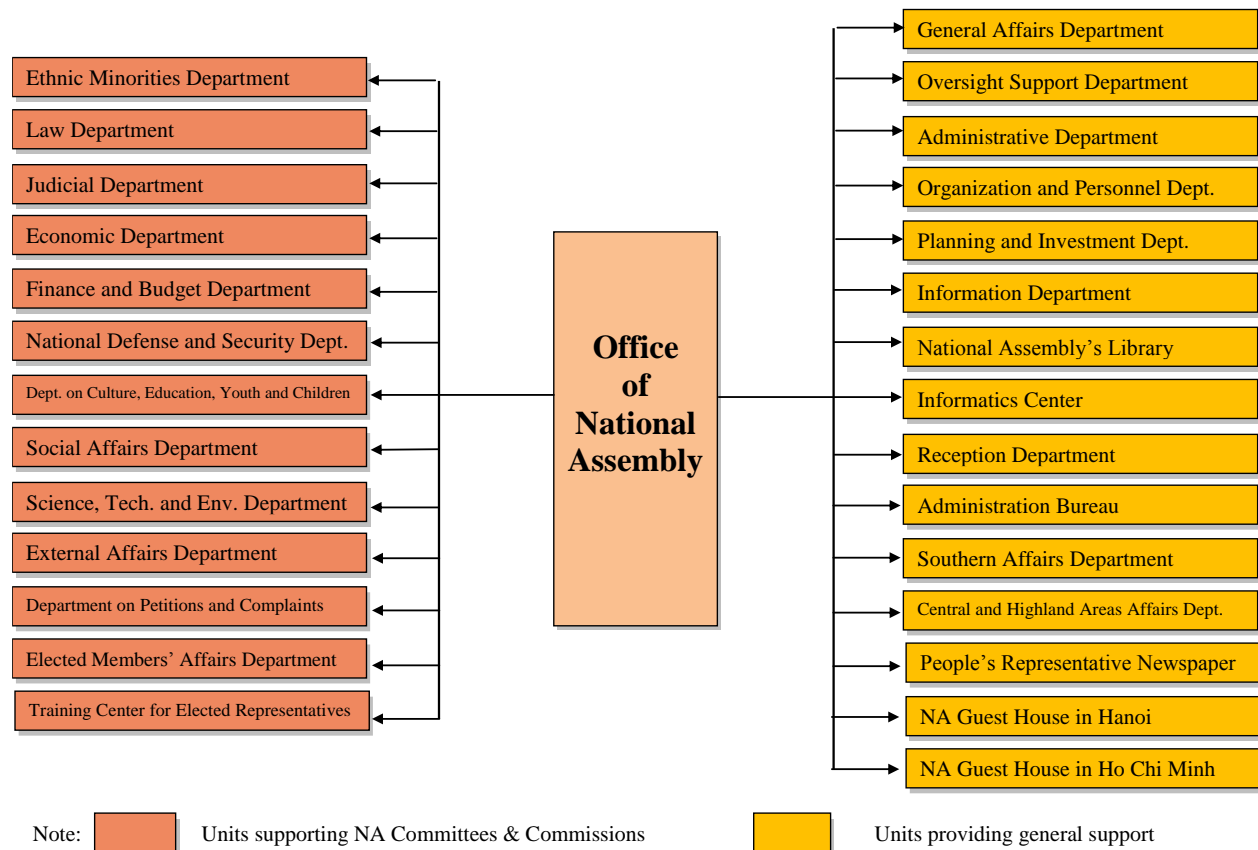 Ethnic Minorities Department
Law Department
Judicial Department
Economic Department
Finance and Budget Department
National Defense and Security Dept.
Dept. on Culture, Education, Youth and Children
Social Affairs Department
Science, Tech. and Env. Department
External Affairs Department
Department on Petitions and Complaints
Elected Members’ Affairs Department
Training Center for Elected Representatives
Office
of
National
Assembly
General Affairs Department
Oversight Support Department
Administrative Department
Organization and Personnel Dept.
Planning and Investment Dept.
Information Department
National Assembly’s Library
Informatics Center
Reception Department
Administration Bureau
Southern Affairs Department
Central and Highland Areas Affairs Dept.
People’s Representative Newspaper
NA Guest House in Hanoi
NA Guest House in Ho Chi Minh
Note:
Units supporting NA Committees & Commissions
Units providing general support